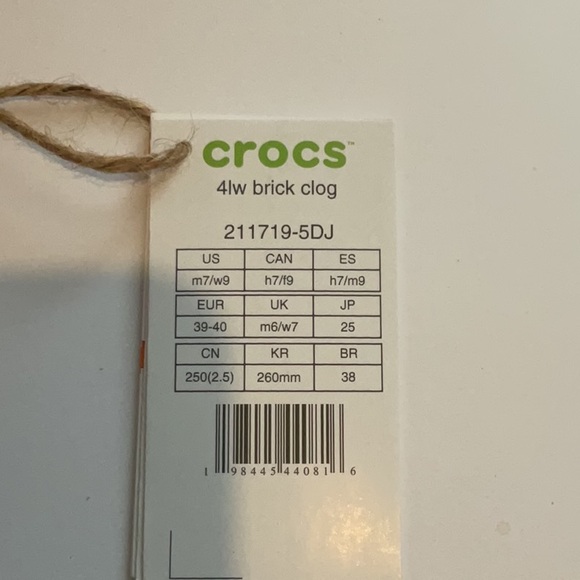 crocs™
4lw brick clog
211719-5DJ
US CAN ES
m7/w9 h7/f9 h7/m9
EUR UK JP
39-40 m6/w7 25
CN KR BR
250(2.5) 260mm 38
1 98445 44081 6